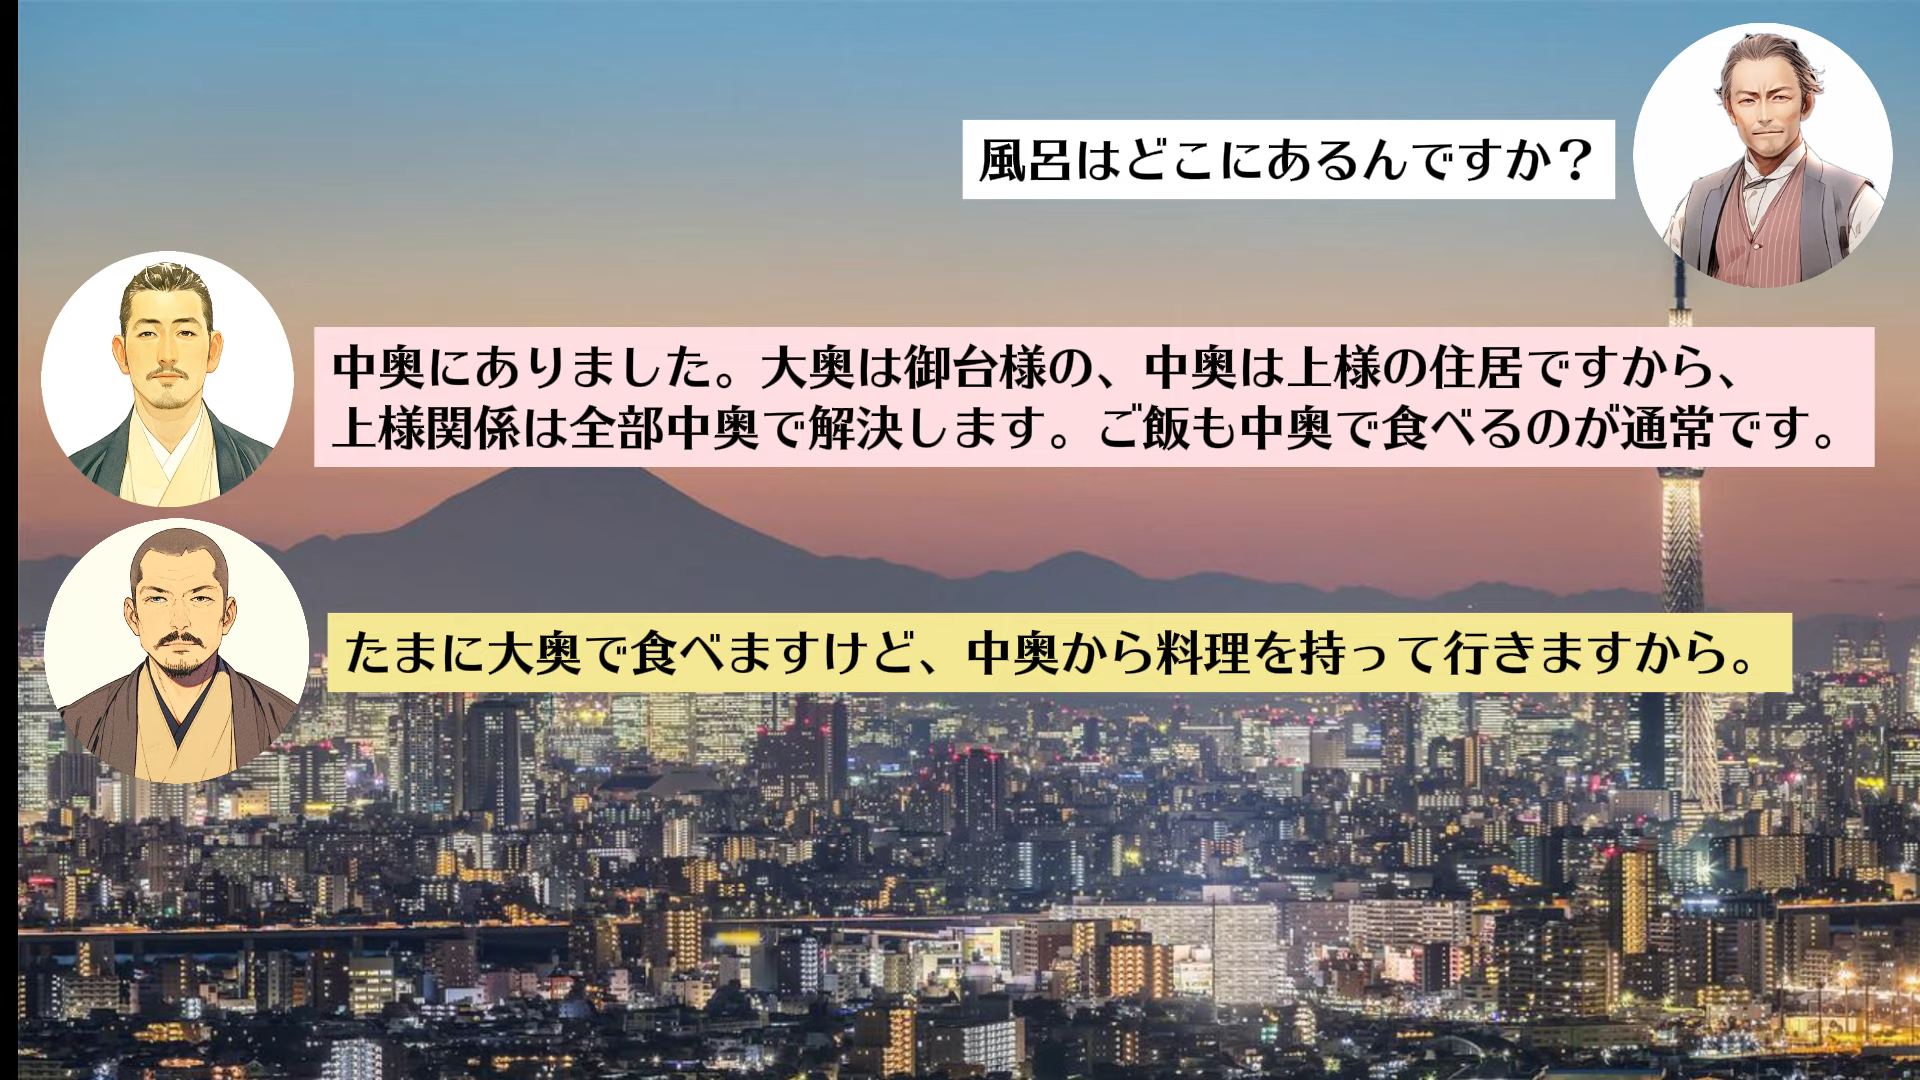 風呂はどこにあるんですか？
中奥にありました。大奥は御台様の、中奥は上様の住居ですから、
上様関係は全部中奥で解決します。ご飯も中奥で食べるのが通常です。
たまに大奥で食べますけど、中奥から料理を持って行きますから。